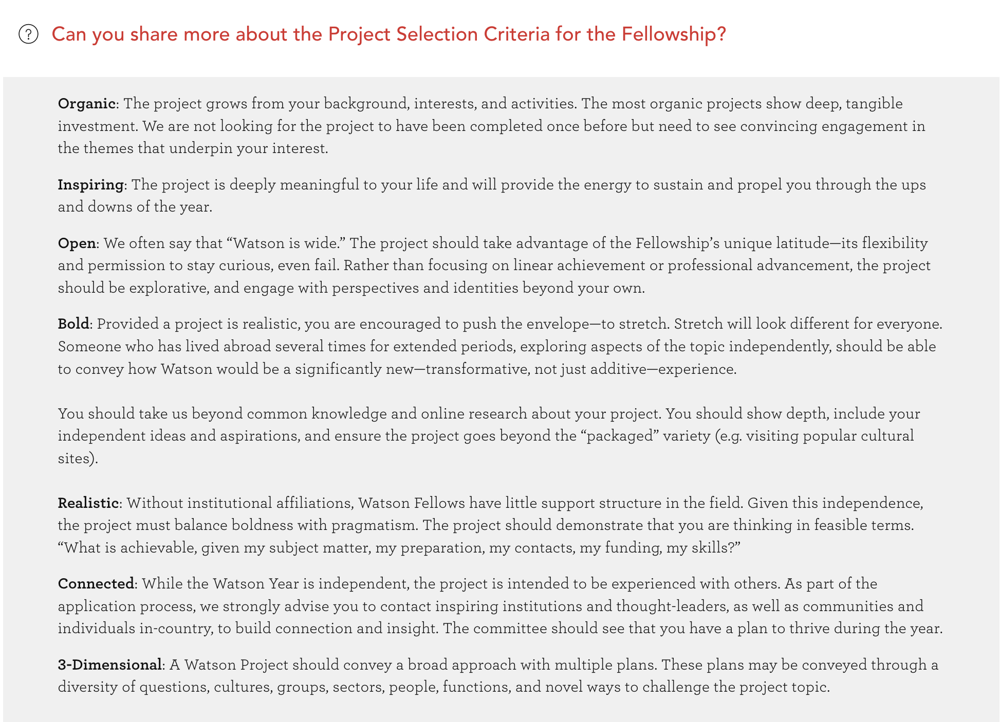 ? Can you share more about the Project Selection Criteria for the Fellowship?
Organic: The project grows from your background, interests, and activities. The most organic projects show deep, tangible
investment. We are not looking for the project to have been completed once before but need to see convincing engagement in
the themes that underpin your interest.
Inspiring: The project is deeply meaningful to your life and will provide the energy to sustain and propel you through the ups
and downs of the year.
Open: We often say that “Watson is wide.” The project should take advantage of the Fellowship’s unique latitude—its flexibility
and permission to stay curious, even fail. Rather than focusing on linear achievement or professional advancement, the project
should be explorative, and engage with perspectives and identities beyond your own.
Bold: Provided a project is realistic, you are encouraged to push the envelope—to stretch. Stretch will look different for everyone.
Someone who has lived abroad several times for extended periods, exploring aspects of the topic independently, should be able
to convey how Watson would be a significantly new—transformative, not just additive—experience.
You should take us beyond common knowledge and online research about your project. You should show depth, include your
independent ideas and aspirations, and ensure the project goes beyond the “packaged” variety (e.g. visiting popular cultural
sites).
Realistic: Without institutional affiliations, Watson Fellows have little support structure in the field. Given this independence,
the project must balance boldness with pragmatism. The project should demonstrate that you are thinking in feasible terms.
“What is achievable, given my subject matter, my preparation, my contacts, my funding, my skills?”
Connected: While the Watson Year is independent, the project is intended to be experienced with others. As part of the
application process, we strongly advise you to contact inspiring institutions and thought-leaders, as well as communities and
individuals in-country, to build connection and insight. The committee should see that you have a plan to thrive during the year.
3-Dimensional: A Watson Project should convey a broad approach with multiple plans. These plans may be conveyed through a
diversity of questions, cultures, groups, sectors, people, functions, and novel ways to challenge the project topic.